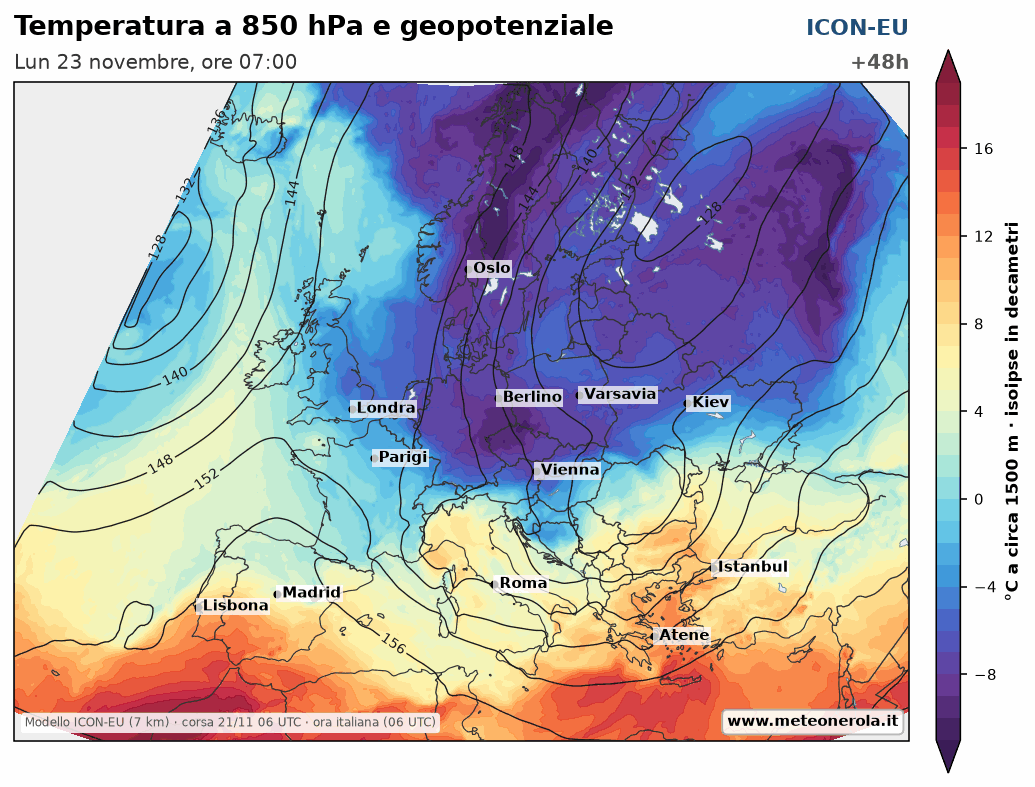 Temperatura a 850 hPa e geopotenziale
ICON-EU
Lun 23 novembre, ore 07:00
+48h
136
132
128
144
148
144
140
132
128
140
148
152
156
Oslo
Londra
Berlino
Varsavia
Kiev
Parigi
Vienna
Roma
Istanbul
Madrid
Lisbona
Atene
Modello ICON-EU (7 km) · corsa 21/11 06 UTC · ora italiana (06 UTC)
www.meteonerola.it
16
12
8
4
0
−4
−8
°C a circa 1500 m · Isoipse in decametri